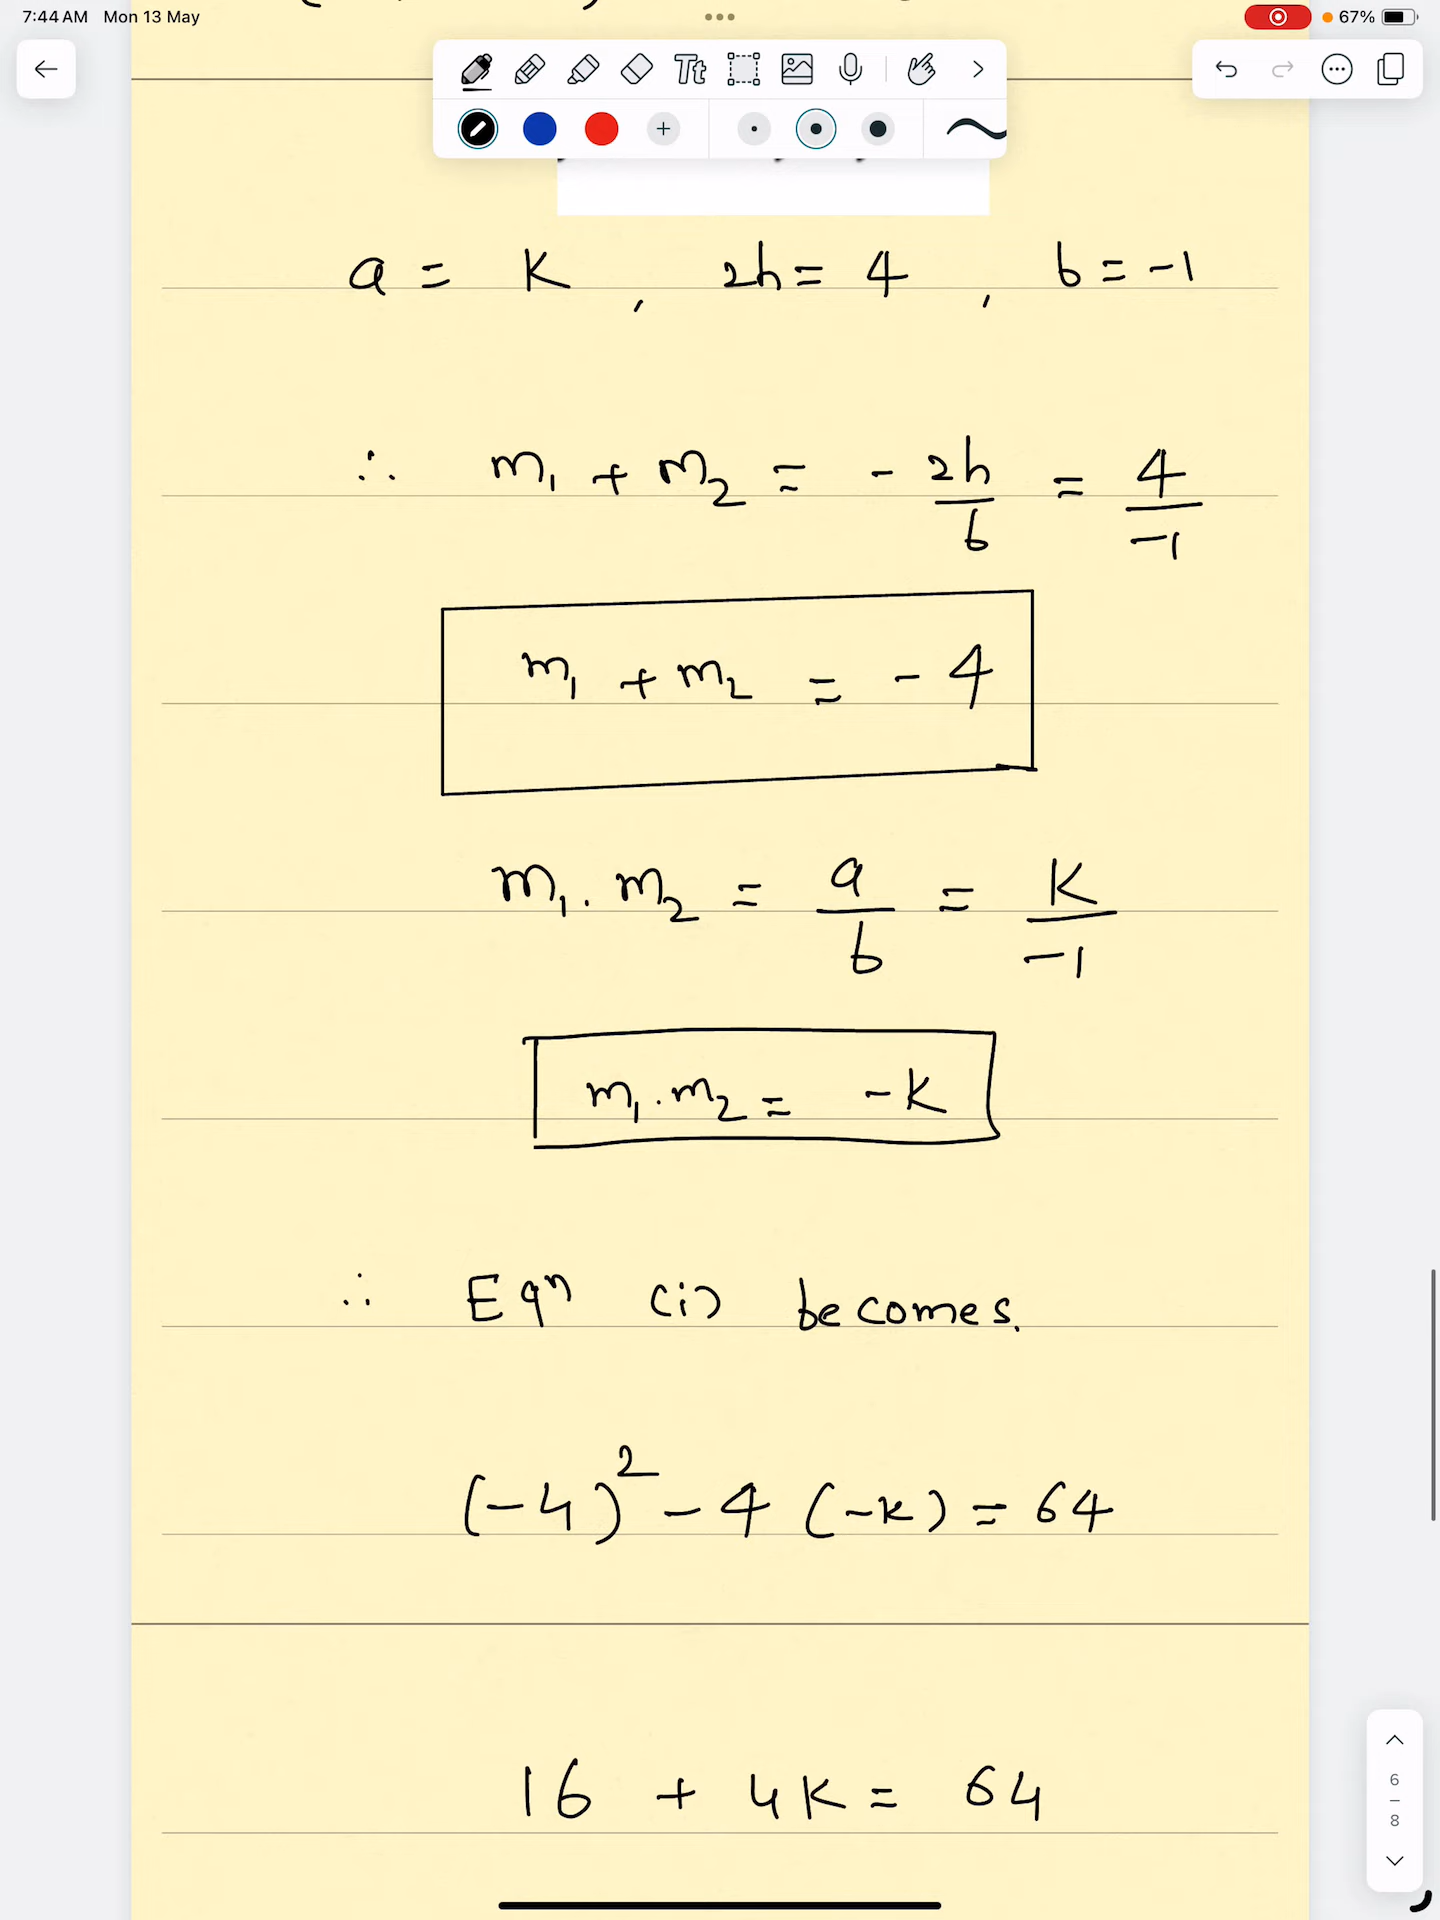 7:44 AM Mon 13 May
67%
Tt
a = K , 2h = 4 , b = -1
∴ m₁ + m₂ = - 2h/b = 4/-1
m₁ + m₂ = - 4
m₁ . m₂ = a/b = K/-1
m₁ . m₂ = -K
∴ Eqⁿ (i) becomes.
(-4)² - 4 (-K) = 64
16 + 4K = 64
6
8